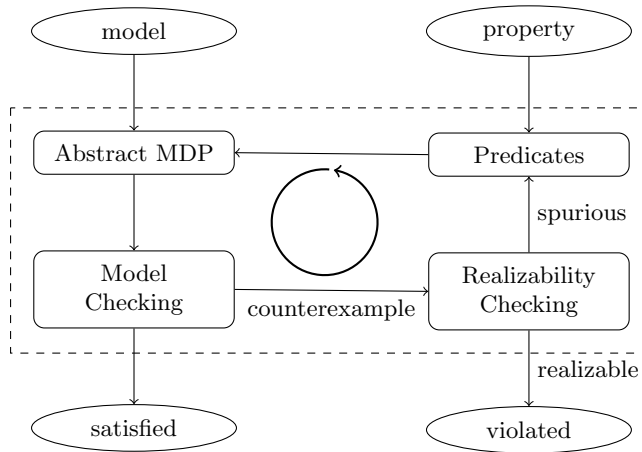 model
property
Abstract MDP
Predicates
spurious
Model
Checking
Realizability
Checking
counterexample
realizable
satisfied
violated